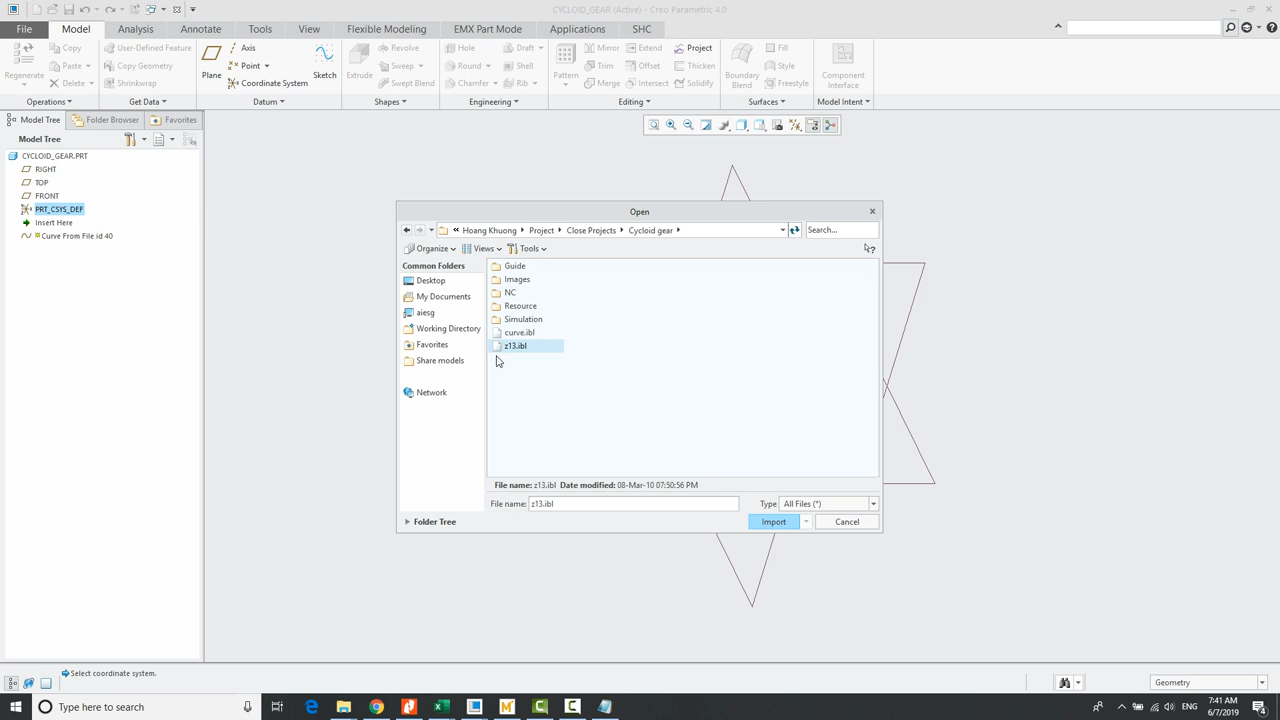 CYCLOID_GEAR (Active) - Creo Parametric 4.0
File Model Analysis Annotate Tools View Flexible Modeling EMX Part Mode Applications SHC
Regenerate Copy Paste Delete User-Defined Feature Copy Geometry Shrinkwrap Plane Axis Point Coordinate System Sketch Extrude Revolve Sweep Swept Blend Hole Round Chamfer Draft Shell Rib Pattern Mirror Trim Merge Extend Offset Intersect Project Thicken Solidify Boundary Blend Fill Style Freestyle Component Interface
Operations Get Data Datum Shapes Engineering Editing Surfaces Model Intent
Model Tree Folder Browser Favorites
Model Tree
CYCLOID_GEAR.PRT
RIGHT
TOP
FRONT
PRT_CSYS_DEF
Insert Here
Curve From File id 40
Open
« Hoang Khuong Project Close Projects Cycloid gear Search...
Organize Views Tools
Common Folders
Desktop
My Documents
aiesg
Working Directory
Favorites
Share models
Network
Guide
Images
NC
Resource
Simulation
curve.ibl
z13.ibl
File name: z13.ibl Date modified: 08-Mar-10 07:50:56 PM
File name: z13.ibl Type All Files (*)
Folder Tree Import Cancel
Select coordinate system.
Geometry
Type here to search
ENG
7:41 AM
6/7/2019